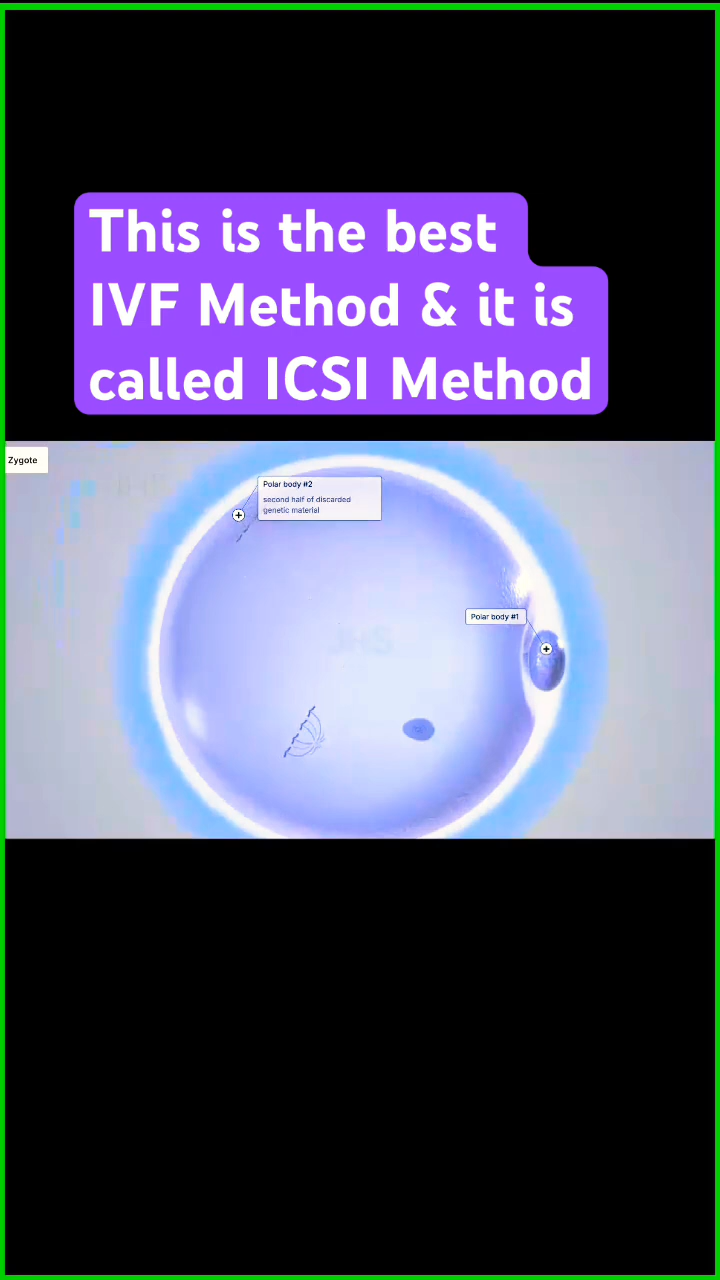 This is the best
IVF Method & it is
called ICSI Method
Zygote
Polar body #2
second half of discarded
genetic material
Polar body #1
JHS